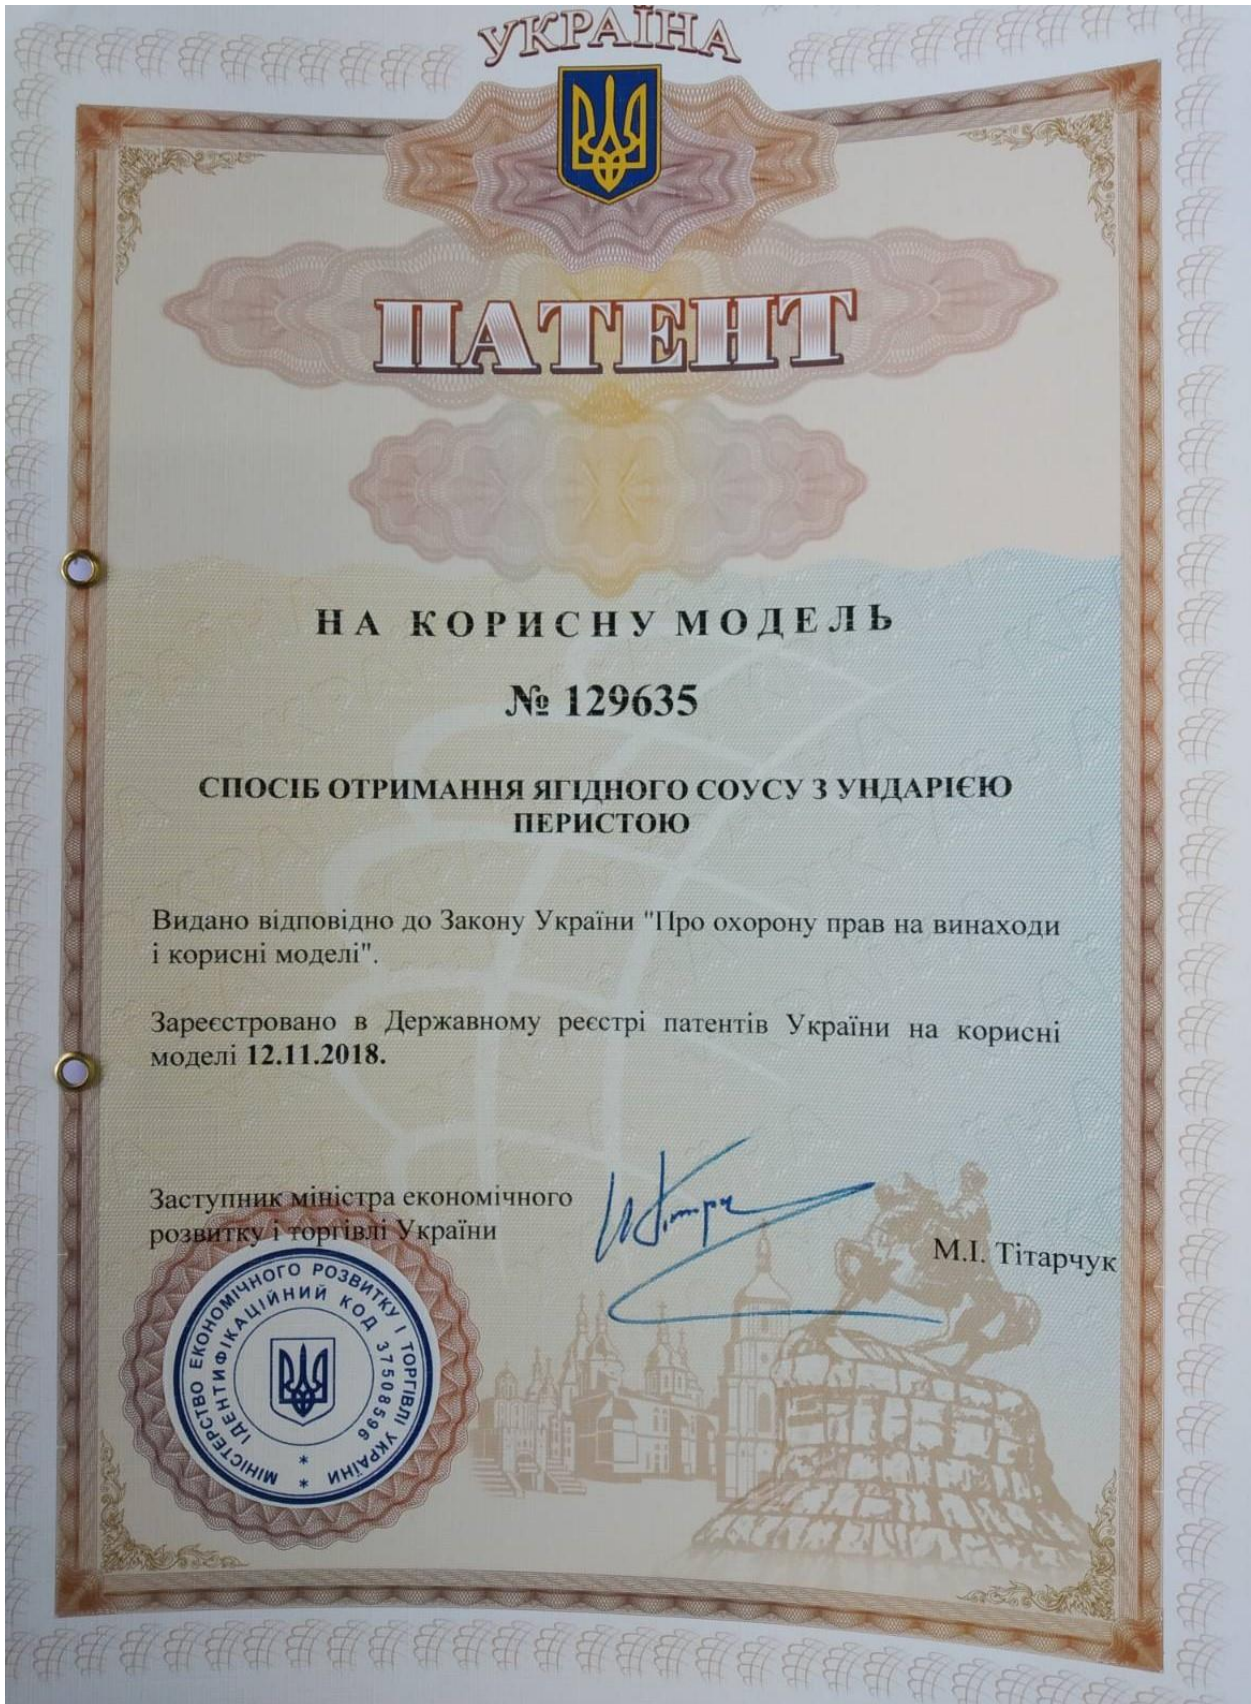 УКРАЇНА
ПАТЕНТ
НА КОРИСНУ МОДЕЛЬ
№ 129635
СПОСІБ ОТРИМАННЯ ЯГІДНОГО СОУСУ З УНДАРІЄЮ
ПЕРИСТОЮ
Видано відповідно до Закону України "Про охорону прав на винаходи
і корисні моделі".
Зареєстровано в Державному реєстрі патентів України на корисні
моделі 12.11.2018.
Заступник міністра економічного
розвитку і торгівлі України
М.І. Тітарчук
МІНІСТЕРСТВО ЕКОНОМІЧНОГО РОЗВИТКУ І ТОРГІВЛІ УКРАЇНИ
ІДЕНТИФІКАЦІЙНИЙ КОД 37508596